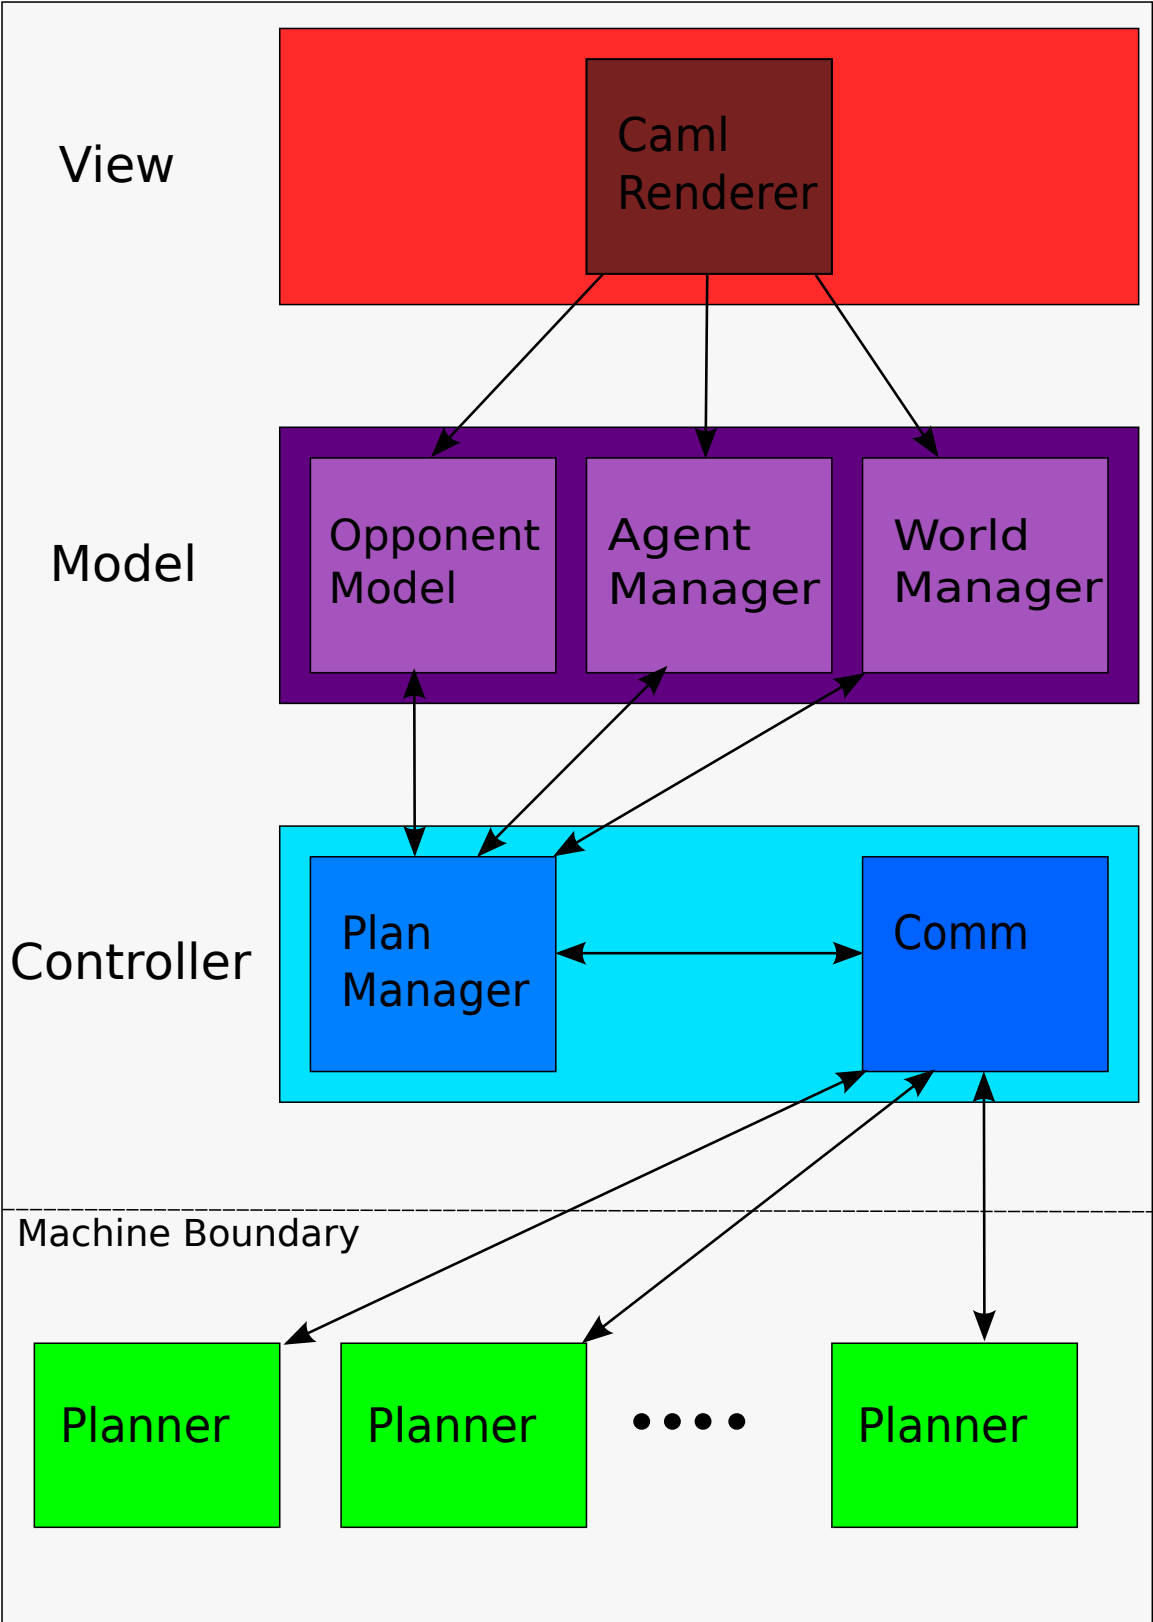 View
Caml
Renderer
Model
Opponent
Model
Agent
Manager
World
Manager
Controller
Plan
Manager
Comm
Machine Boundary
Planner
Planner
Planner